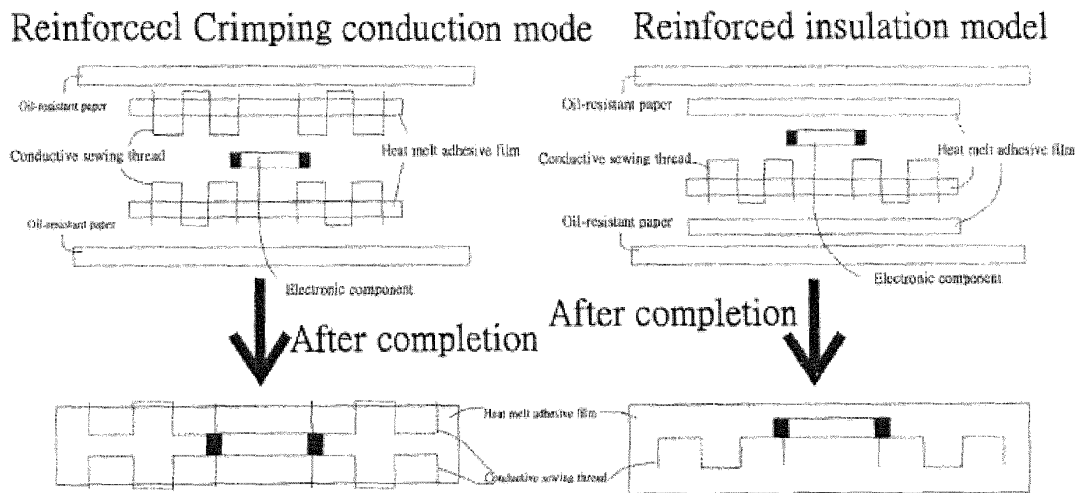 Reinforcecl Crimping conduction mode
Oil-resistant paper
Conductive sewing thread
Heat melt adhesive film
Oil-resistant paper
Electronic component
After completion
Reinforced insulation model
Oil-resistant paper
Conductive sewing thread
Heat melt adhesive film
Oil-resistant paper
Electronic component
After completion
Heat melt adhesive film
Conductive sewing thread